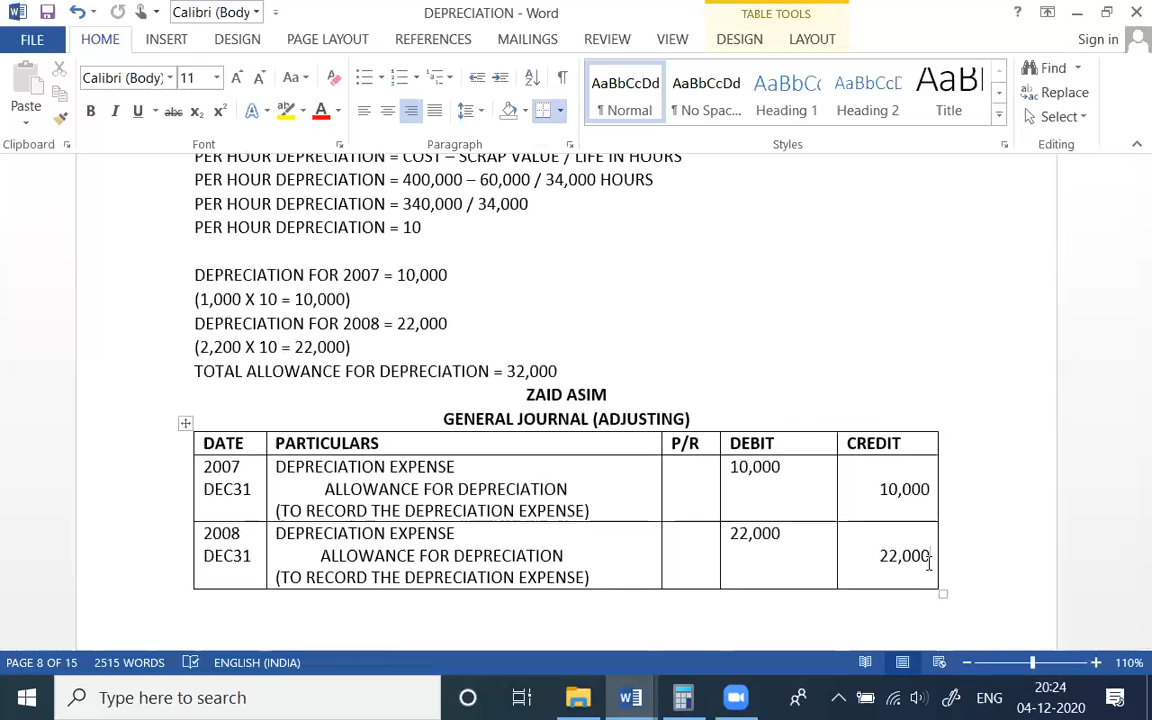 Calibri (Body
DEPRECIATION - Word
TABLE TOOLS
?
FILE
HOME
INSERT
DESIGN
PAGE LAYOUT
REFERENCES
MAILINGS
REVIEW
VIEW
DESIGN
LAYOUT
Sign in
Paste
Calibri (Body)
11
AaBbCcDd
AaBbCcDd
AaBbC
AaBbCcD
AaBl
¶ Normal
¶ No Spac...
Heading 1
Heading 2
Title
Find
Replace
Select
Clipboard
Font
Paragraph
Styles
Editing
PER HOUR DEPRECIATION = COST – SCRAP VALUE / LIFE IN HOURS
PER HOUR DEPRECIATION = 400,000 – 60,000 / 34,000 HOURS
PER HOUR DEPRECIATION = 340,000 / 34,000
PER HOUR DEPRECIATION = 10
DEPRECIATION FOR 2007 = 10,000
(1,000 X 10 = 10,000)
DEPRECIATION FOR 2008 = 22,000
(2,200 X 10 = 22,000)
TOTAL ALLOWANCE FOR DEPRECIATION = 32,000
ZAID ASIM
GENERAL JOURNAL (ADJUSTING)
DATE PARTICULARS P/R DEBIT CREDIT
2007 DEPRECIATION EXPENSE 10,000
DEC31 ALLOWANCE FOR DEPRECIATION 10,000
(TO RECORD THE DEPRECIATION EXPENSE)
2008 DEPRECIATION EXPENSE 22,000
DEC31 ALLOWANCE FOR DEPRECIATION 22,000
(TO RECORD THE DEPRECIATION EXPENSE)
PAGE 8 OF 15 2515 WORDS ENGLISH (INDIA) 110%
Type here to search
ENG
20:24
04-12-2020